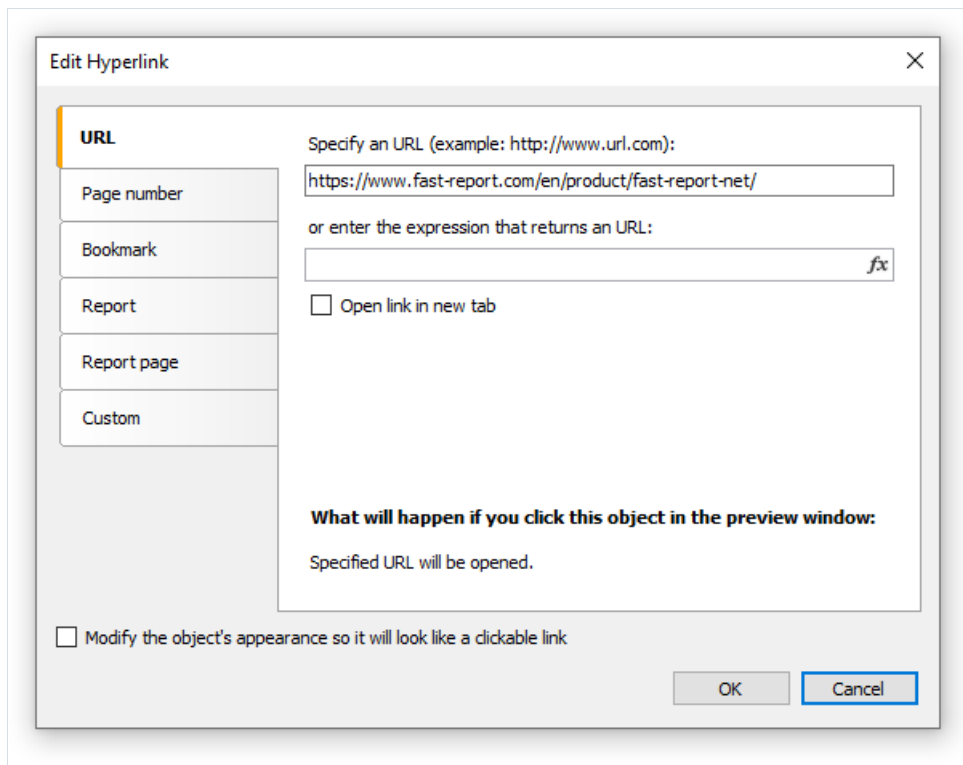 Edit Hyperlink
URL
Page number
Bookmark
Report
Report page
Custom
Specify an URL (example: http://www.url.com):
https://www.fast-report.com/en/product/fast-report-net/
or enter the expression that returns an URL:
fx
Open link in new tab
What will happen if you click this object in the preview window:
Specified URL will be opened.
Modify the object's appearance so it will look like a clickable link
OK
Cancel